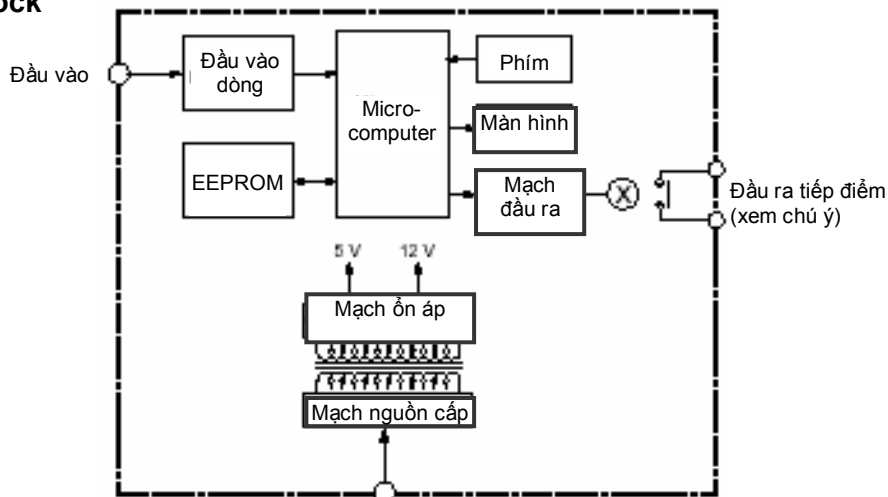 Đầu vào
Đầu vào
dòng
EEPROM
Micro-
computer
Phím
Màn hình
Mạch
đầu ra
Đầu ra tiếp điểm
(xem chú ý)
5 V
12 V
Mạch ổn áp
Mạch nguồn cấp